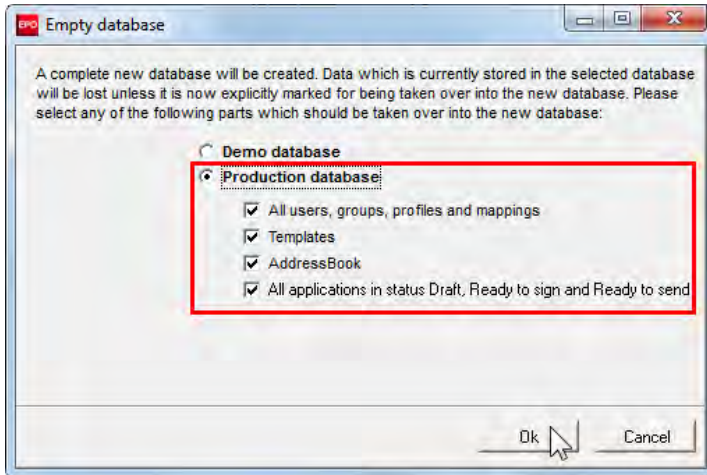 EPO Empty database
A complete new database will be created. Data which is currently stored in the selected database
will be lost unless it is now explicitly marked for being taken over into the new database. Please
select any of the following parts which should be taken over into the new database:
Demo database
Production database
All users, groups, profiles and mappings
Templates
AddressBook
All applications in status Draft, Ready to sign and Ready to send
Ok Cancel